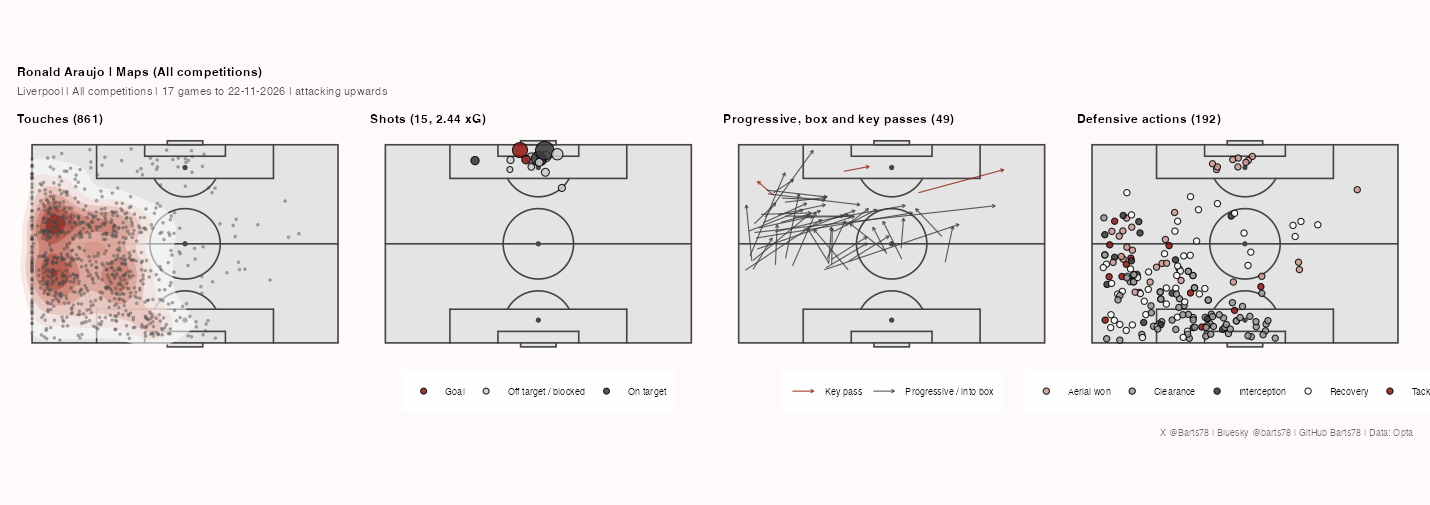 Ronald Araujo | Maps (All competitions)
Liverpool | All competitions | 17 games to 22-11-2026 | attacking upwards
Touches (861)
Shots (15, 2.44 xG)
Progressive, box and key passes (49)
Defensive actions (192)
Goal
Off target / blocked
On target
Key pass
Progressive / into box
Aerial won
Clearance
Interception
Recovery
Tack
X @Barts78 | Bluesky @barts78 | GitHub Barts78 | Data: Opta